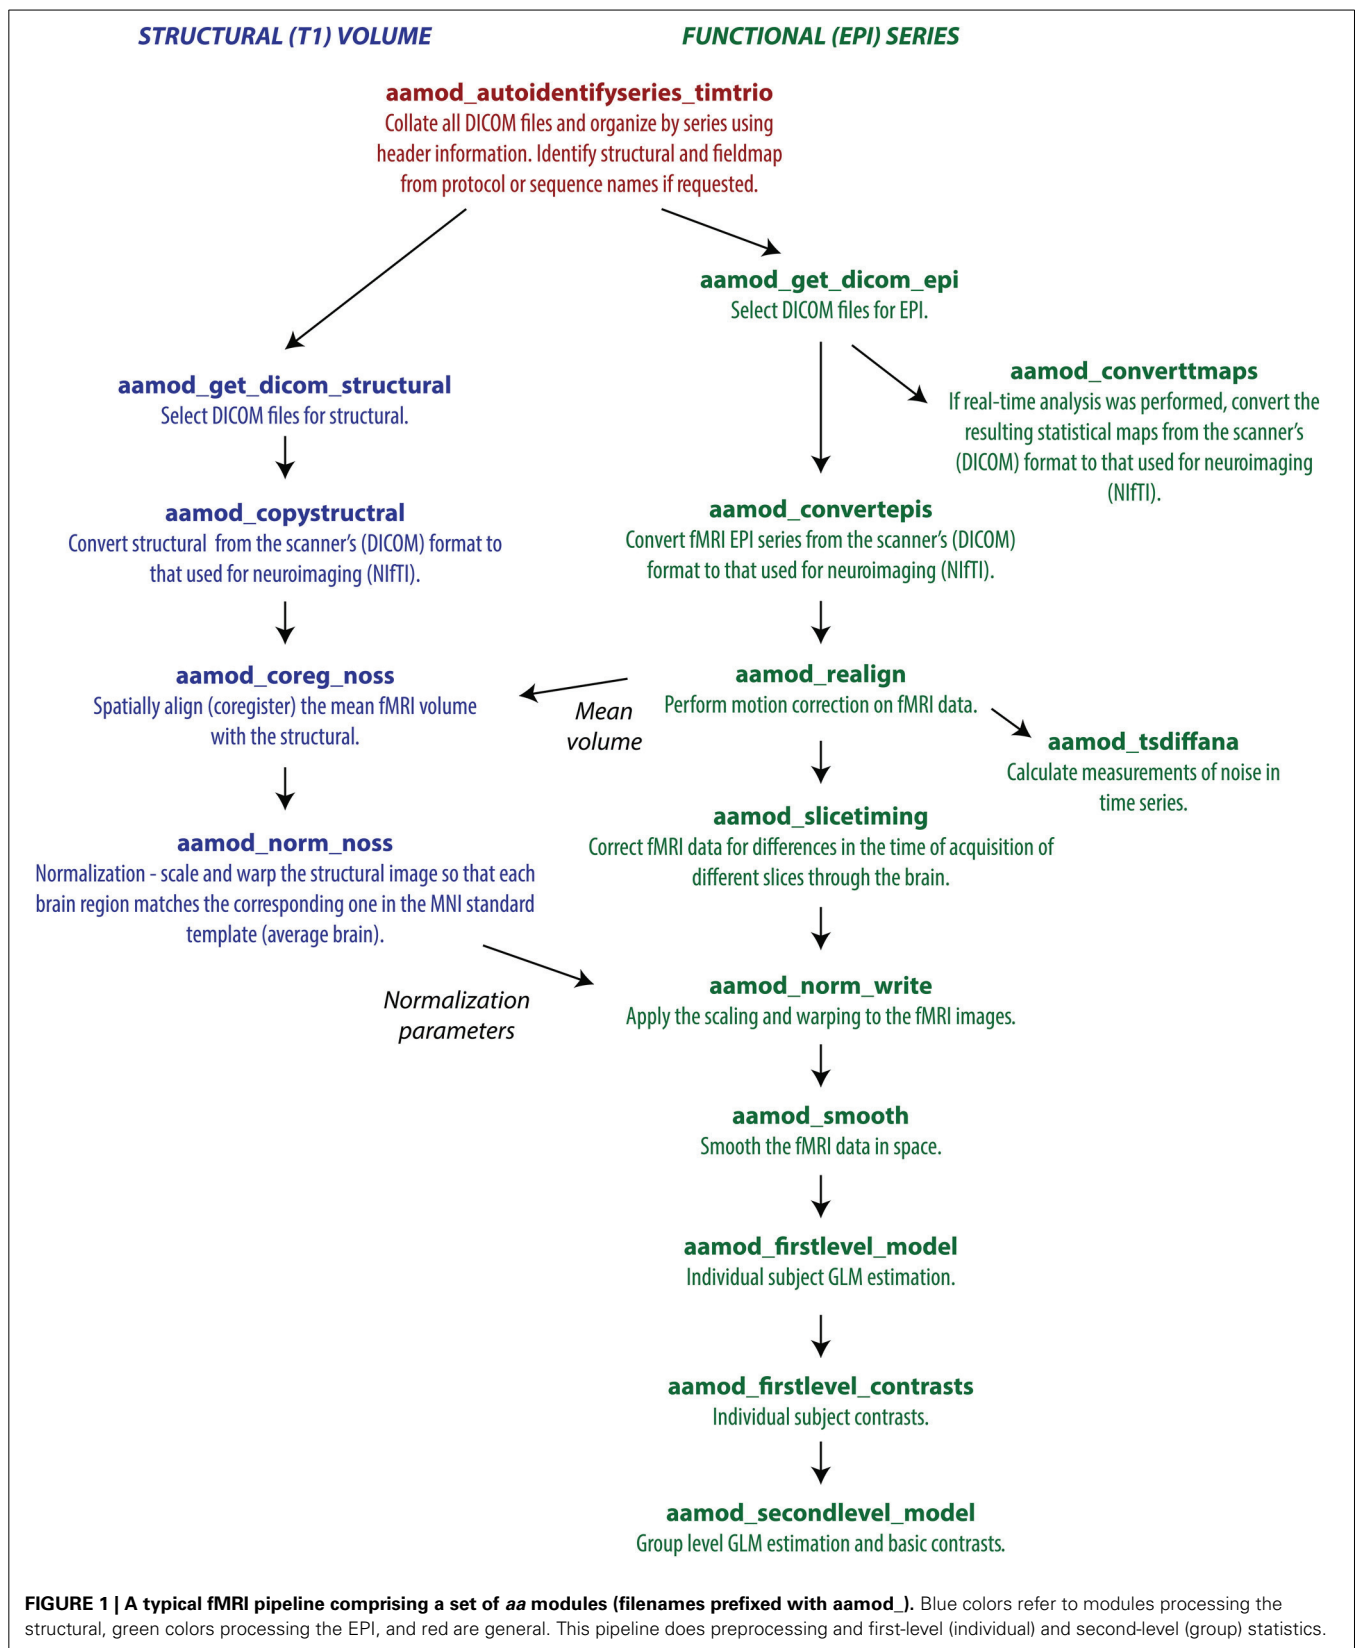 STRUCTURAL (T1) VOLUME
FUNCTIONAL (EPI) SERIES
aamod_autoidentifyseries_timtrio
Collate all DICOM files and organize by series using
header information. Identify structural and fieldmap
from protocol or sequence names if requested.
aamod_get_dicom_epi
Select DICOM files for EPI.
aamod_get_dicom_structural
Select DICOM files for structural.
aamod_converttmaps
If real-time analysis was performed, convert the
resulting statistical maps from the scanner's
(DICOM) format to that used for neuroimaging
(NIfTI).
aamod_copystructral
Convert structural from the scanner's (DICOM) format to
that used for neuroimaging (NIfTI).
aamod_convertepis
Convert fMRI EPI series from the scanner's (DICOM)
format to that used for neuroimaging (NIfTI).
aamod_coreg_noss
Spatially align (coregister) the mean fMRI volume
with the structural.
Mean
volume
aamod_realign
Perform motion correction on fMRI data.
aamod_tsdiffana
Calculate measurements of noise in
time series.
aamod_norm_noss
Normalization - scale and warp the structural image so that each
brain region matches the corresponding one in the MNI standard
template (average brain).
aamod_slicetiming
Correct fMRI data for differences in the time of acquisition of
different slices through the brain.
Normalization
parameters
aamod_norm_write
Apply the scaling and warping to the fMRI images.
aamod_smooth
Smooth the fMRI data in space.
aamod_firstlevel_model
Individual subject GLM estimation.
aamod_firstlevel_contrasts
Individual subject contrasts.
aamod_secondlevel_model
Group level GLM estimation and basic contrasts.
FIGURE 1 | A typical fMRI pipeline comprising a set of aa modules (filenames prefixed with aamod_). Blue colors refer to modules processing the
structural, green colors processing the EPI, and red are general. This pipeline does preprocessing and first-level (individual) and second-level (group) statistics.